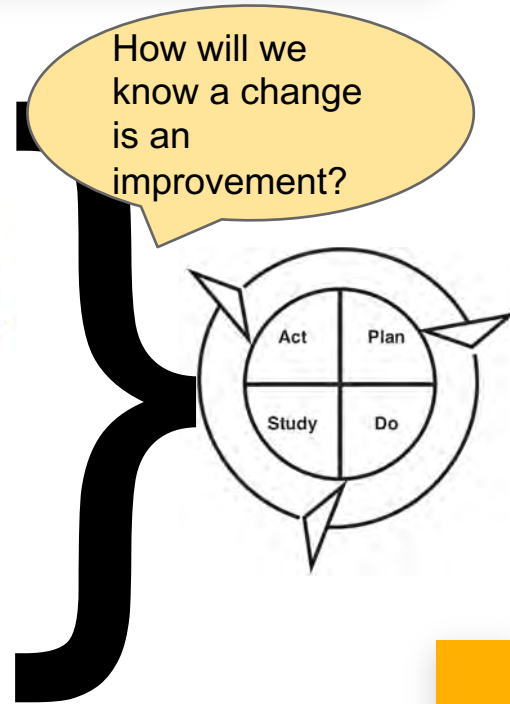 How will we
know a change
is an
improvement?
Act
Plan
Study
Do